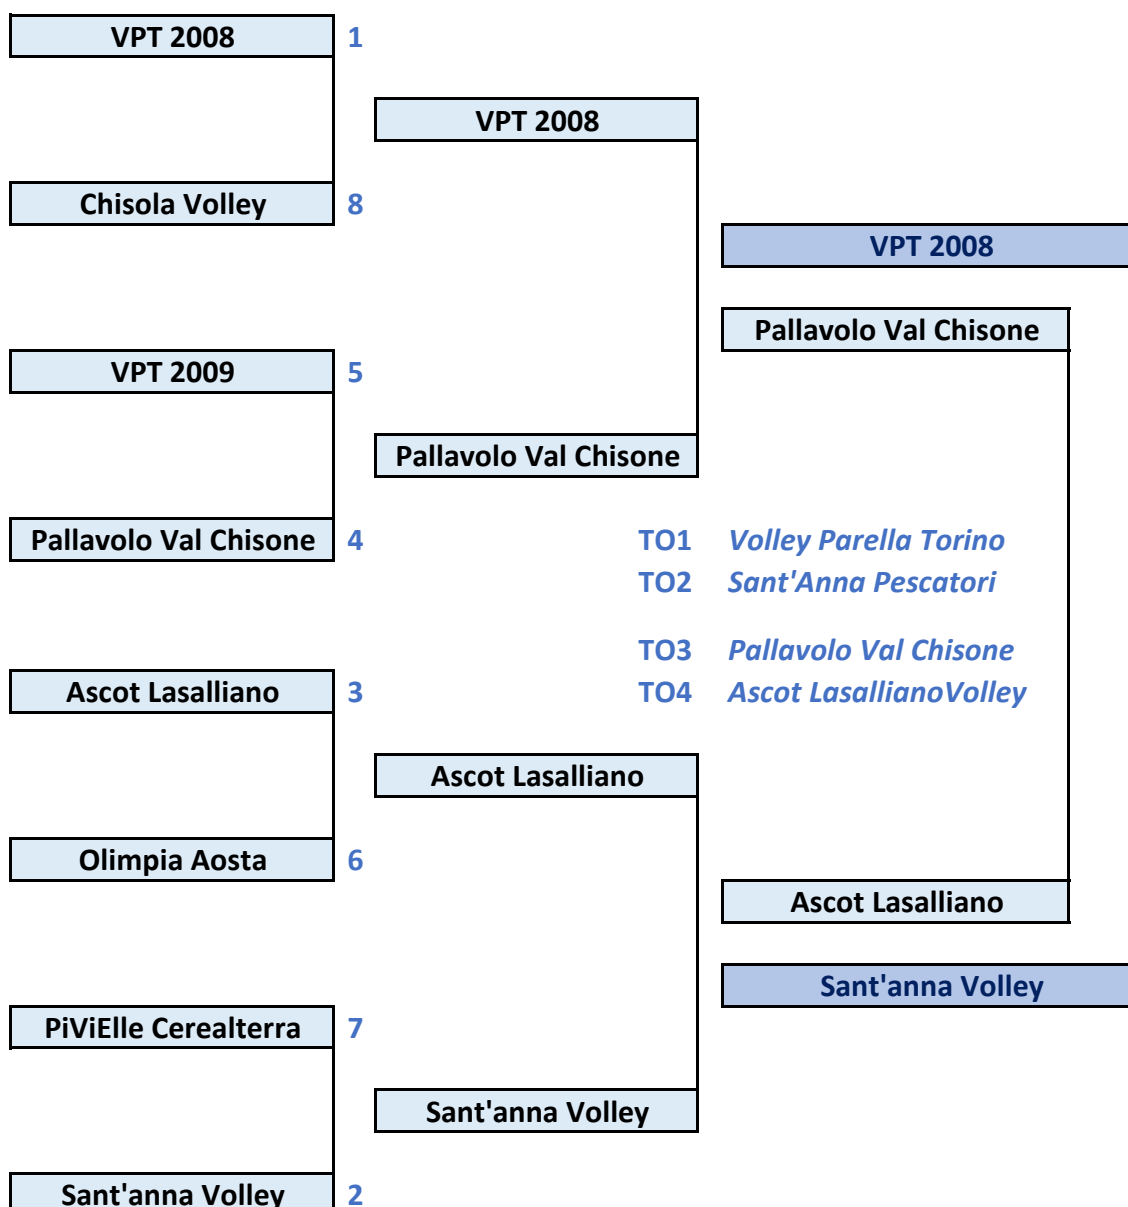 VPT 2008 1
VPT 2008
Chisola Volley 8
VPT 2008
Pallavolo Val Chisone
VPT 2009 5
Pallavolo Val Chisone
Pallavolo Val Chisone 4
TO1 Volley Parella Torino
TO2 Sant'Anna Pescatori
TO3 Pallavolo Val Chisone
Ascot Lasalliano 3
TO4 Ascot LasallianoVolley
Ascot Lasalliano
Olimpia Aosta 6
Ascot Lasalliano
Sant'anna Volley
PiViElle Cerealterra 7
Sant'anna Volley
Sant'anna Volley 2